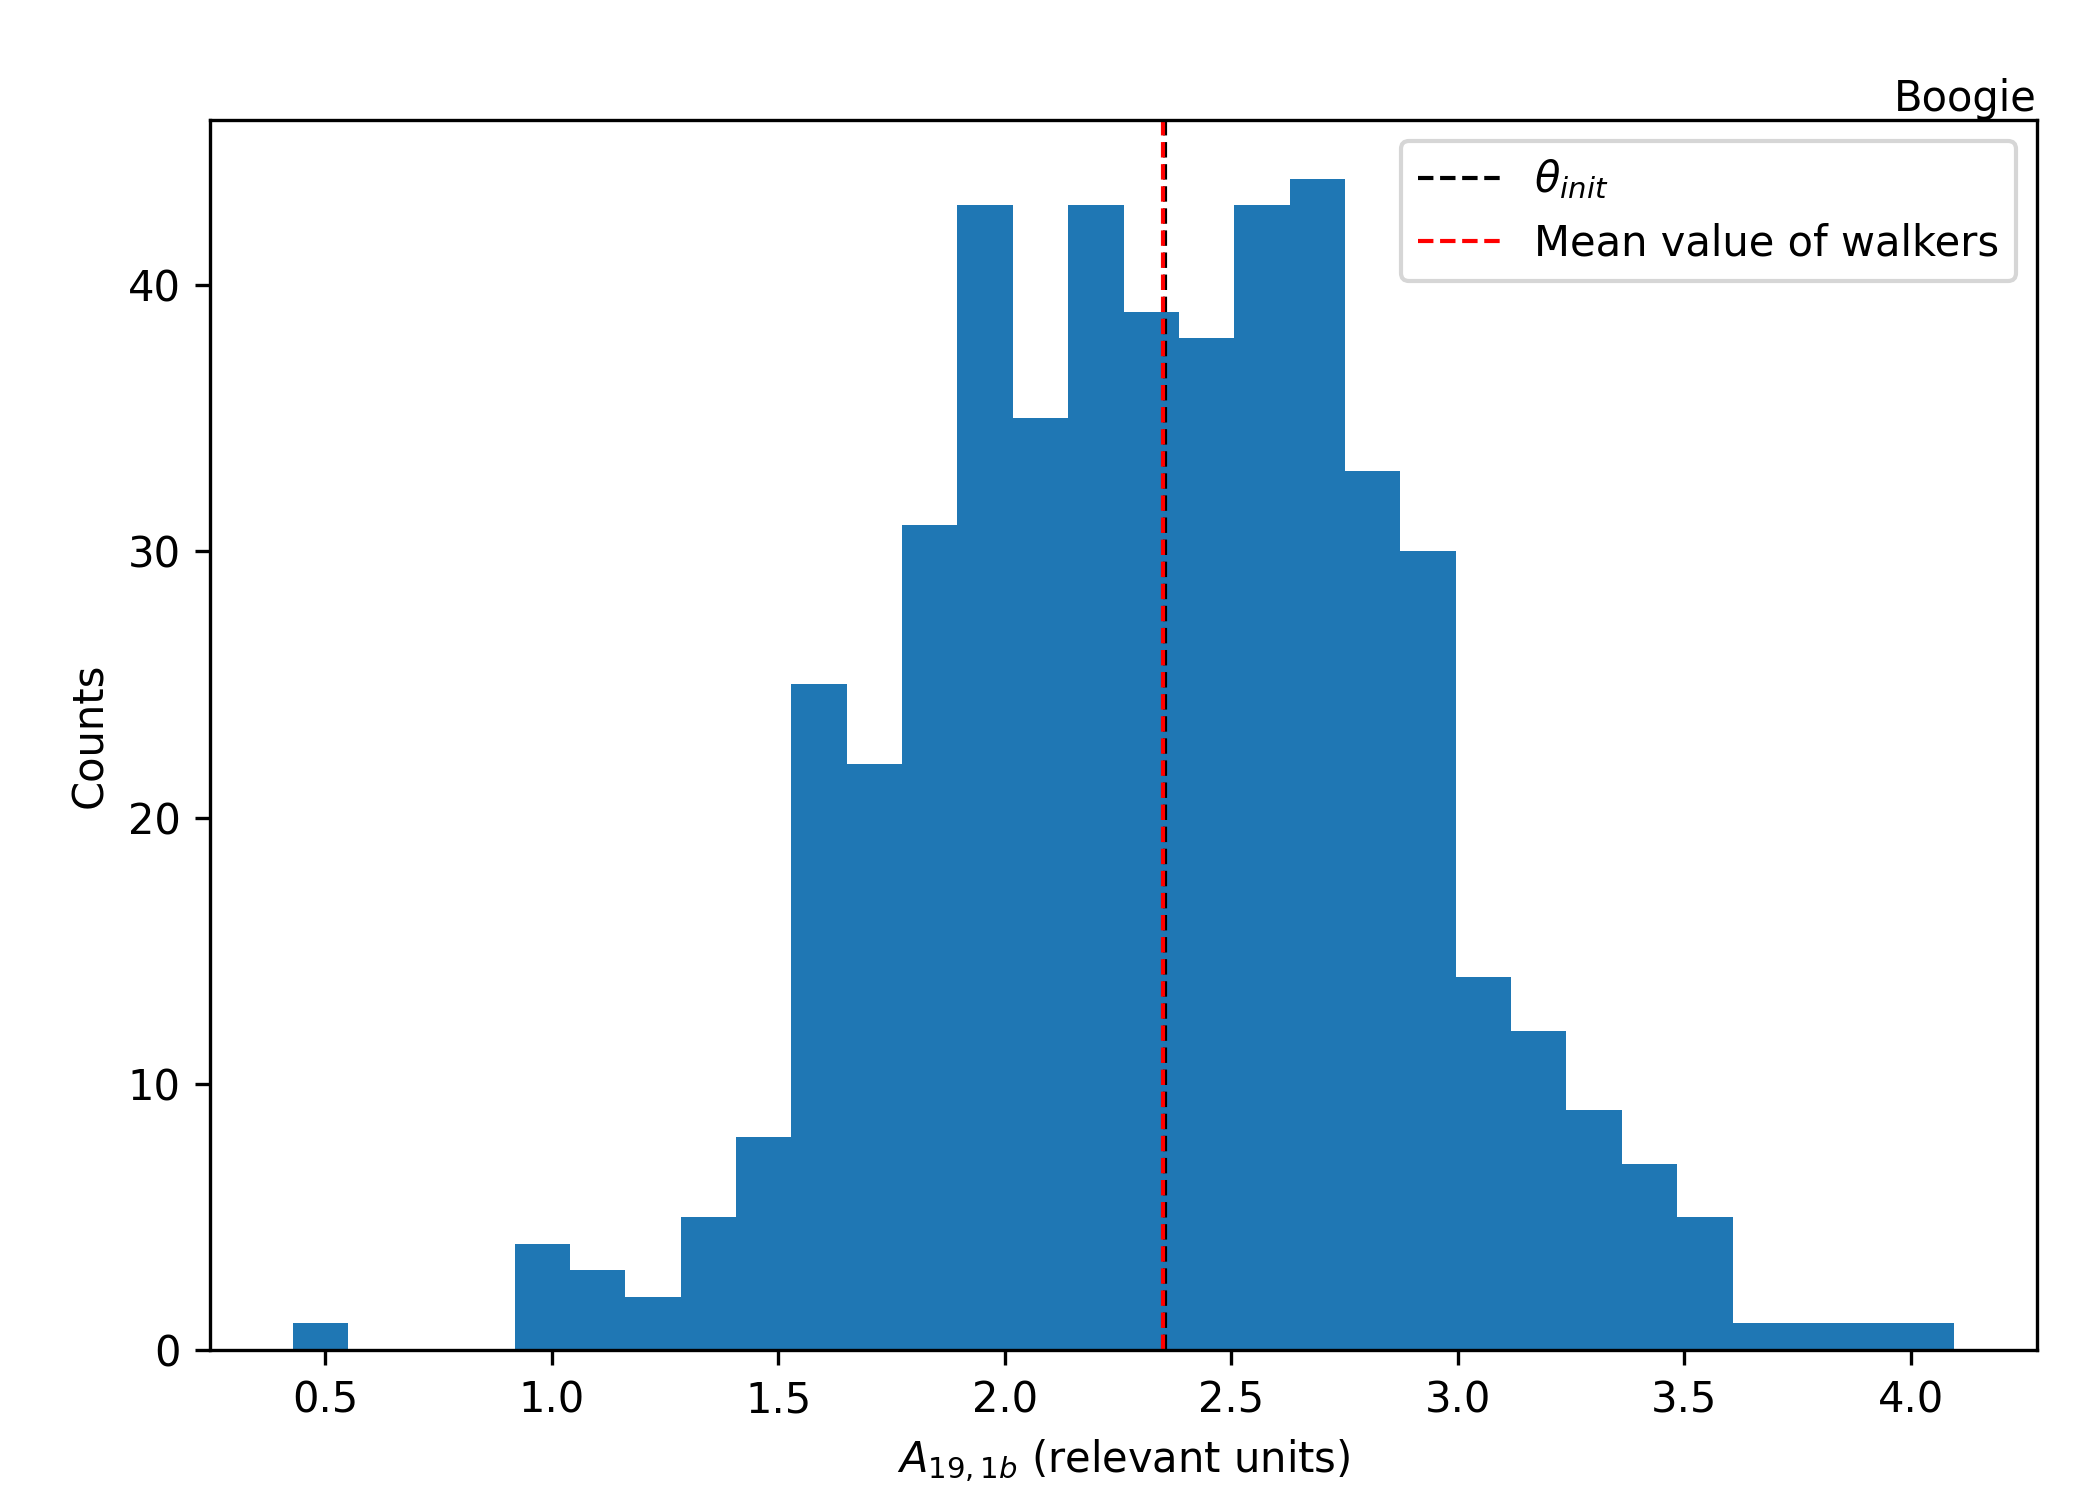 Boogie
θinit
Mean value of walkers
40
30
20
10
0
Counts
0.5 1.0 1.5 2.0 2.5 3.0 3.5 4.0
A19,1b (relevant units)